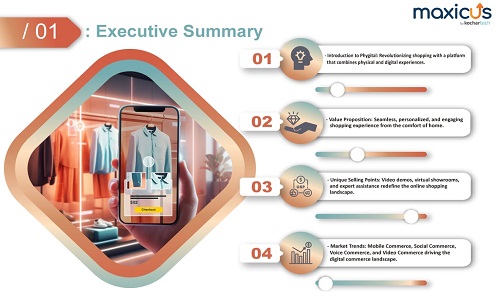 / 01
: Executive Summary
maxicus
by kochartech
01
- Introduction to Phygital: Revolutionizing shopping with a platform
that combines physical and digital experiences.
02
- Value Proposition: Seamless, personalized, and engaging
shopping experience from the comfort of home.
03
- Unique Selling Points: Video demos, virtual showrooms,
and expert assistance redefine the online shopping
landscape.
04
- Market Trends: Mobile Commerce, Social Commerce,
Voice Commerce, and Video Commerce driving the
digital commerce landscape.